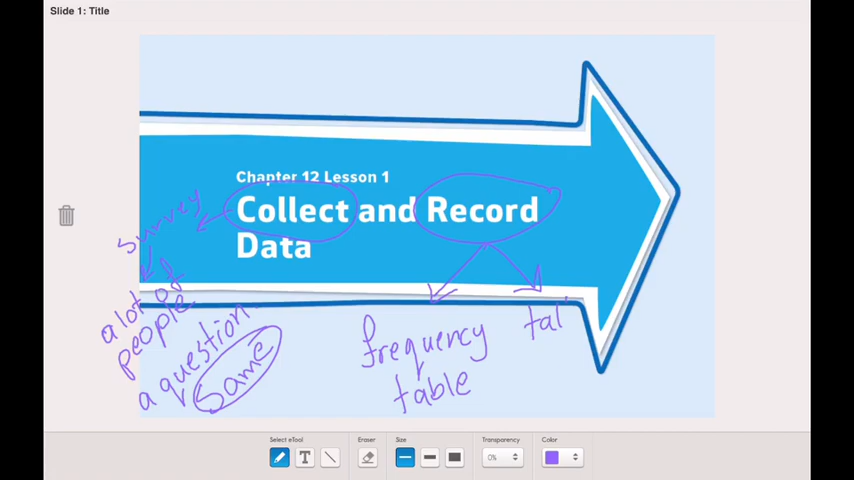 Slide 1: Title
Chapter 12 Lesson 1
Collect and Record
Data
survey
a lot of
people
a question
same
frequency
table
tal
Select eTool
Eraser
Size
Transparency
Color
T
0%